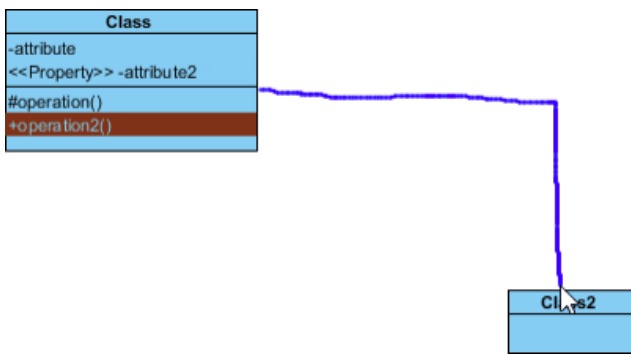 Class
-attribute
<<Property>> -attribute2
#operation()
+operation2()